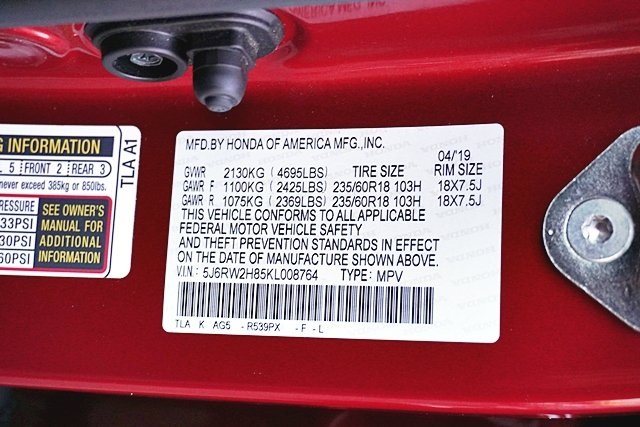 MFD.BY HONDA OF AMERICA MFG.,INC.
04/19
GVWR 2130KG (4695LBS) TIRE SIZE RIM SIZE
GAWR F 1100KG (2425LBS) 235/60R18 103H 18X7.5J
GAWR R 1075KG (2369LBS) 235/60R18 103H 18X7.5J
THIS VEHICLE CONFORMS TO ALL APPLICABLE
FEDERAL MOTOR VEHICLE SAFETY
AND THEFT PREVENTION STANDARDS IN EFFECT
ON THE DATE OF MANUFACTURE SHOWN ABOVE.
V.I.N.: 5J6RW2H85KL008764 TYPE: MPV
TLA K AG5 - R539PX - F - L
INFORMATION
5 FRONT 2 REAR 3
never exceed 385kg or 850lbs.
PRESSURE
33PSI
30PSI
60PSI
SEE OWNER'S
MANUAL FOR
ADDITIONAL
INFORMATION
TLA A1